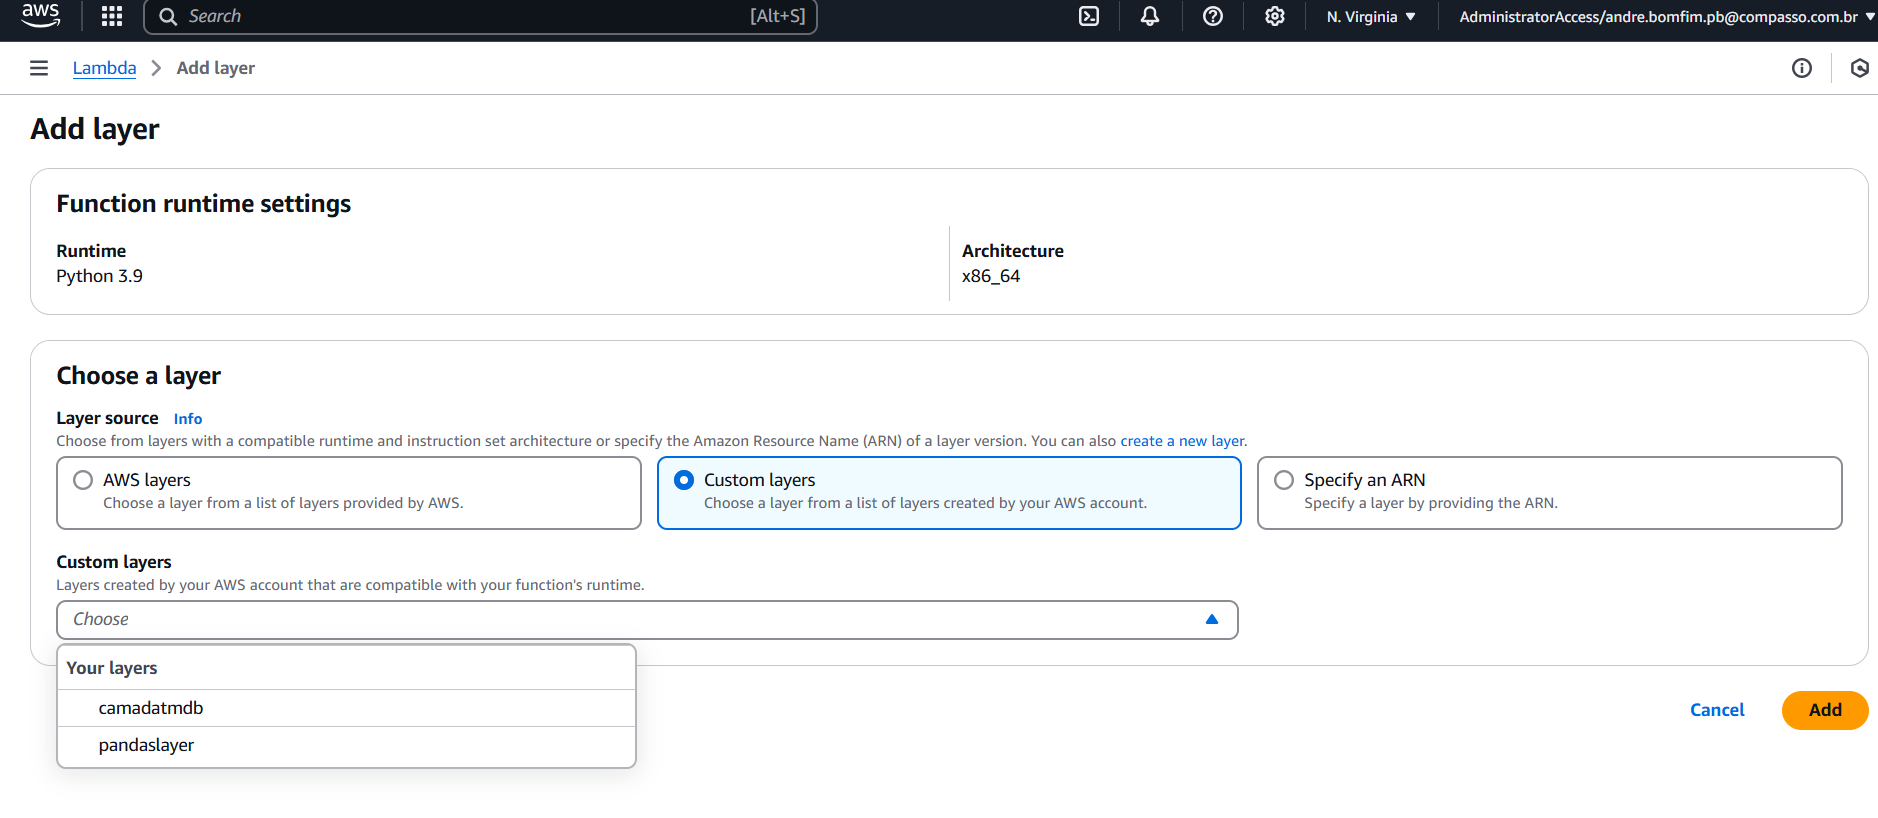 aws
Search [Alt+S] N. Virginia AdministratorAccess/andre.bomfim.pb@compasso.com.br
Lambda Add layer
Add layer
Function runtime settings
Runtime Architecture
Python 3.9 x86_64
Choose a layer
Layer source Info
Choose from layers with a compatible runtime and instruction set architecture or specify the Amazon Resource Name (ARN) of a layer version. You can also create a new layer.
AWS layers
Choose a layer from a list of layers provided by AWS.
Custom layers
Choose a layer from a list of layers created by your AWS account.
Specify an ARN
Specify a layer by providing the ARN.
Custom layers
Layers created by your AWS account that are compatible with your function's runtime.
Choose
Your layers
camadatmdb
pandaslayer
Cancel Add